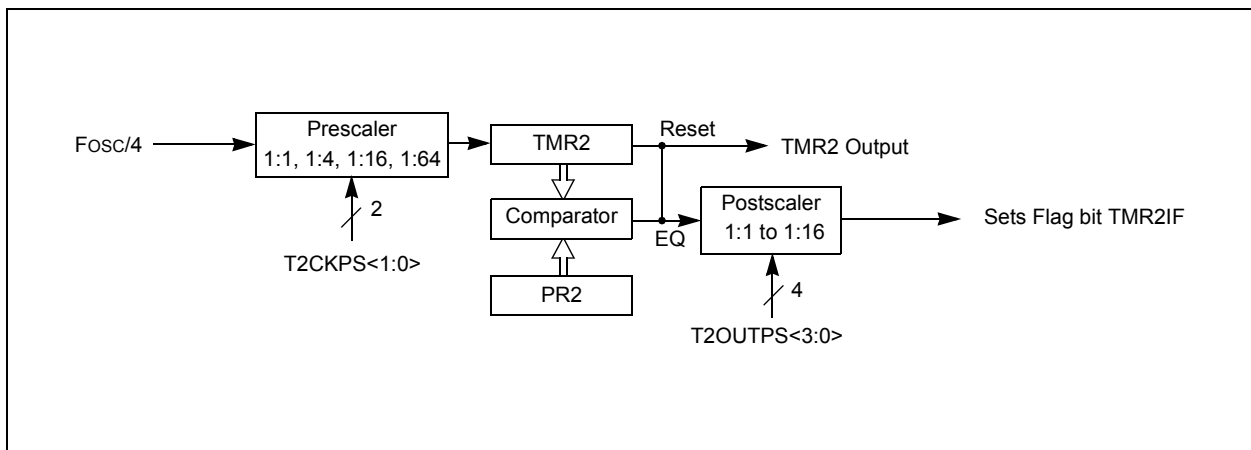 Fosc/4
Prescaler
1:1, 1:4, 1:16, 1:64
2
T2CKPS<1:0>
TMR2
Reset
TMR2 Output
Comparator
EQ
PR2
Postscaler
1:1 to 1:16
4
T2OUTPS<3:0>
Sets Flag bit TMR2IF